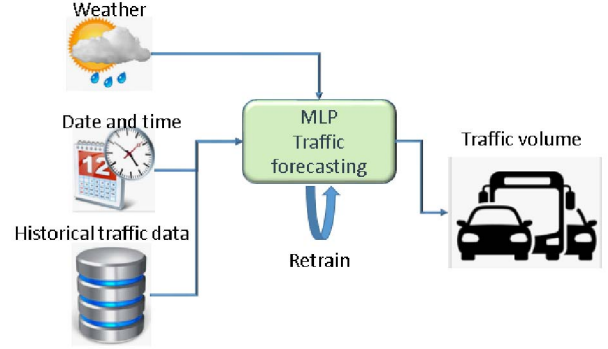 Weather
Date and time
12
Historical traffic data
MLP
Traffic
forecasting
Retrain
Traffic volume